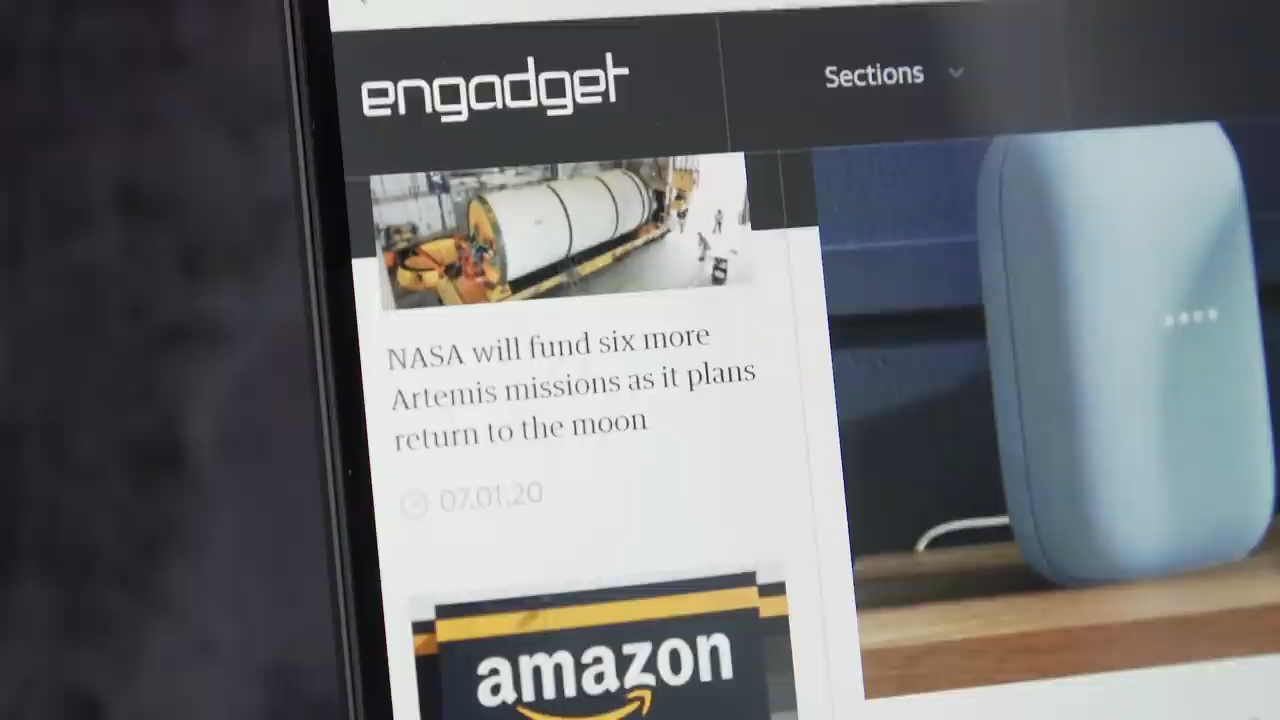 engadget
Sections
NASA will fund six more
Artemis missions as it plans
return to the moon
07.01.20
amazon